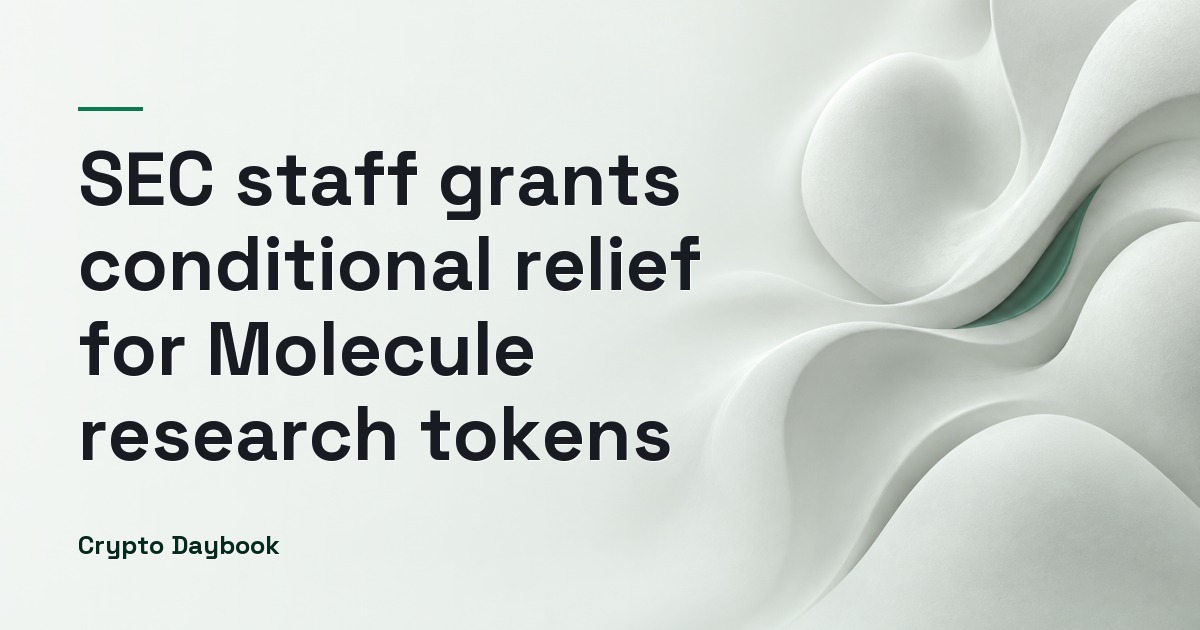 SEC staff grants
conditional relief
for Molecule
research tokens
Crypto Daybook